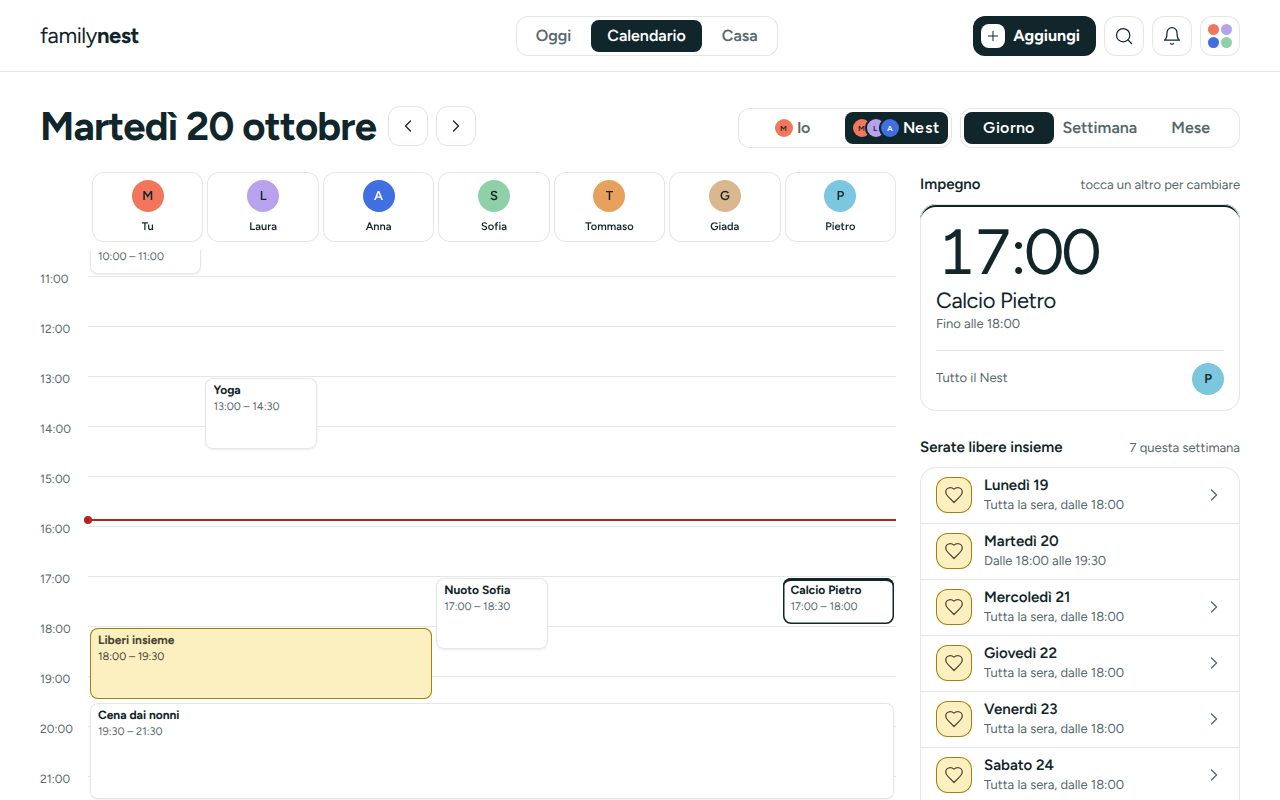 familynest
Oggi
Calendario
Casa
Aggiungi
Martedì 20 ottobre
M Io
M L A Nest
Giorno
Settimana
Mese
M
Tu
L
Laura
A
Anna
S
Sofia
T
Tommaso
G
Giada
P
Pietro
10:00 – 11:00
11:00
12:00
13:00
Yoga
13:00 – 14:30
14:00
15:00
16:00
17:00
Nuoto Sofia
17:00 – 18:30
Calcio Pietro
17:00 – 18:00
18:00
Liberi insieme
18:00 – 19:30
19:00
Cena dai nonni
19:30 – 21:30
20:00
21:00
Impegno
tocca un altro per cambiare
17:00
Calcio Pietro
Fino alle 18:00
Tutto il Nest
P
Serate libere insieme
7 questa settimana
Lunedì 19
Tutta la sera, dalle 18:00
Martedì 20
Dalle 18:00 alle 19:30
Mercoledì 21
Tutta la sera, dalle 18:00
Giovedì 22
Tutta la sera, dalle 18:00
Venerdì 23
Tutta la sera, dalle 18:00
Sabato 24
Tutta la sera, dalle 18:00